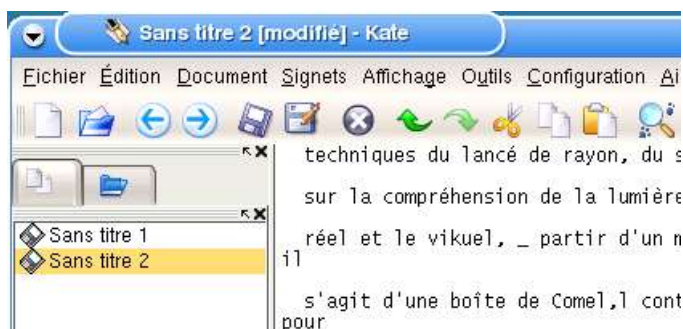 Sans titre 2 [modifié] - Kate
Fichier Édition Document Signets Affichage Outils Configuration Ai
techniques du lancé de rayon, du s
sur la compréhension de la lumière
Sans titre 1
Sans titre 2
réel et le vikuel, _ partir d'un m
il
s'agit d'une boîte de Comel,l cont
pour